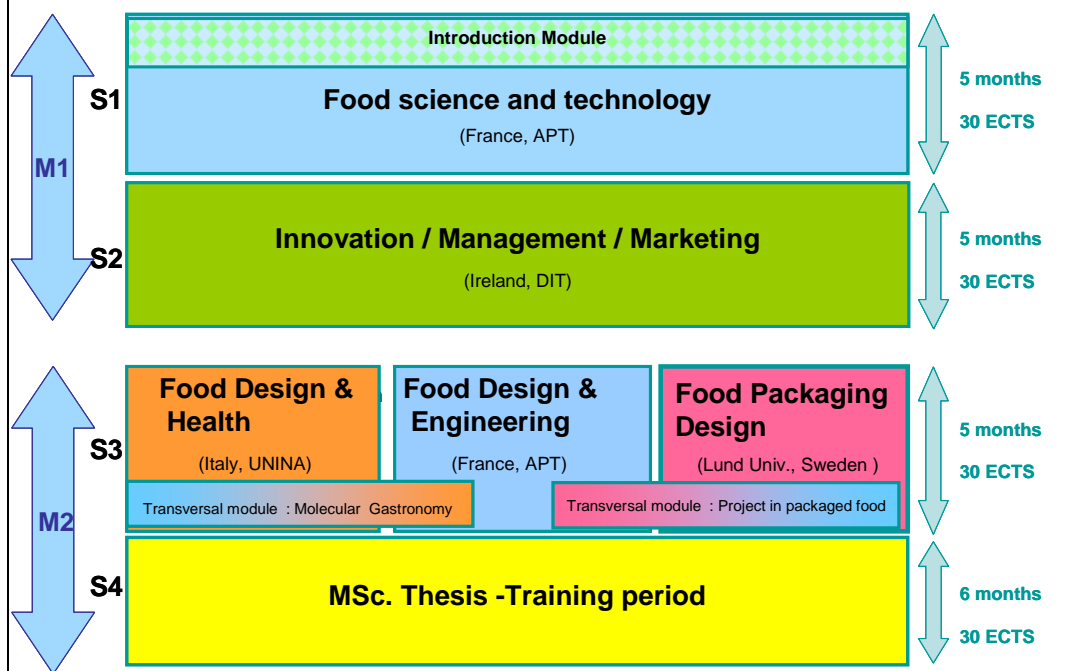 Introduction Module
S1
Food science and technology
(France, APT)
5 months
30 ECTS
M1
S2
Innovation / Management / Marketing
(Ireland, DIT)
5 months
30 ECTS
M2
S3
Food Design &
Health
(Italy, UNINA)
Food Design &
Engineering
(France, APT)
Food Packaging
Design
(Lund Univ., Sweden )
Transversal module : Molecular Gastronomy
Transversal module : Project in packaged food
5 months
30 ECTS
S4
MSc. Thesis -Training period
6 months
30 ECTS